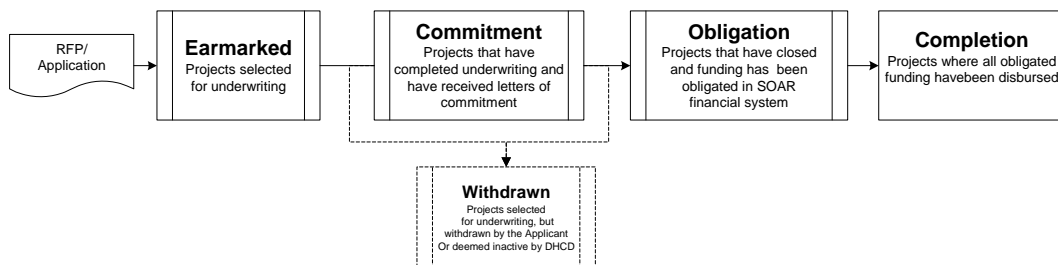 RFP/
Application
Earmarked
Projects selected
for underwriting
Commitment
Projects that have
completed underwriting and
have received letters of
commitment
Obligation
Projects that have closed
and funding has been
obligated in SOAR
financial system
Completion
Projects where all obligated
funding havebeen disbursed
Withdrawn
Projects selected
for underwriting, but
withdrawn by the Applicant
Or deemed inactive by DHCD